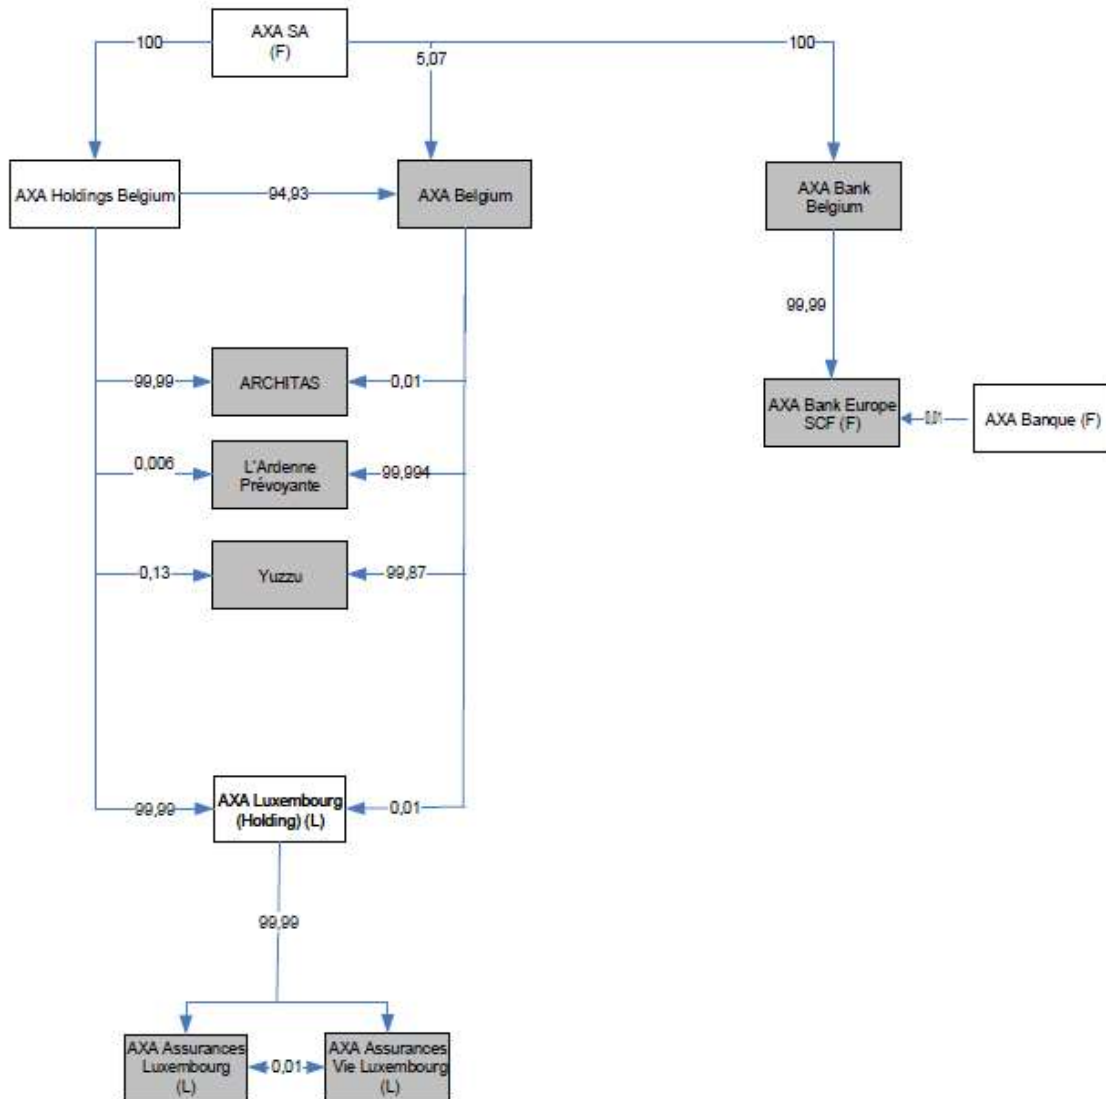 AXA SA
(F)
100
5,07
100
AXA Holdings Belgium
94,93
AXA Belgium
AXA Bank
Belgium
99,99
99,99
ARCHITAS
0,01
AXA Bank Europe
SCF (F)
0,01
AXA Banque (F)
0,006
L'Ardenne
Prévoyante
99,994
0,13
Yuzzu
99,87
99,99
AXA Luxembourg
(Holding) (L)
0,01
99,99
AXA Assurances
Luxembourg
(L)
0,01
AXA Assurances
Vie Luxembourg
(L)